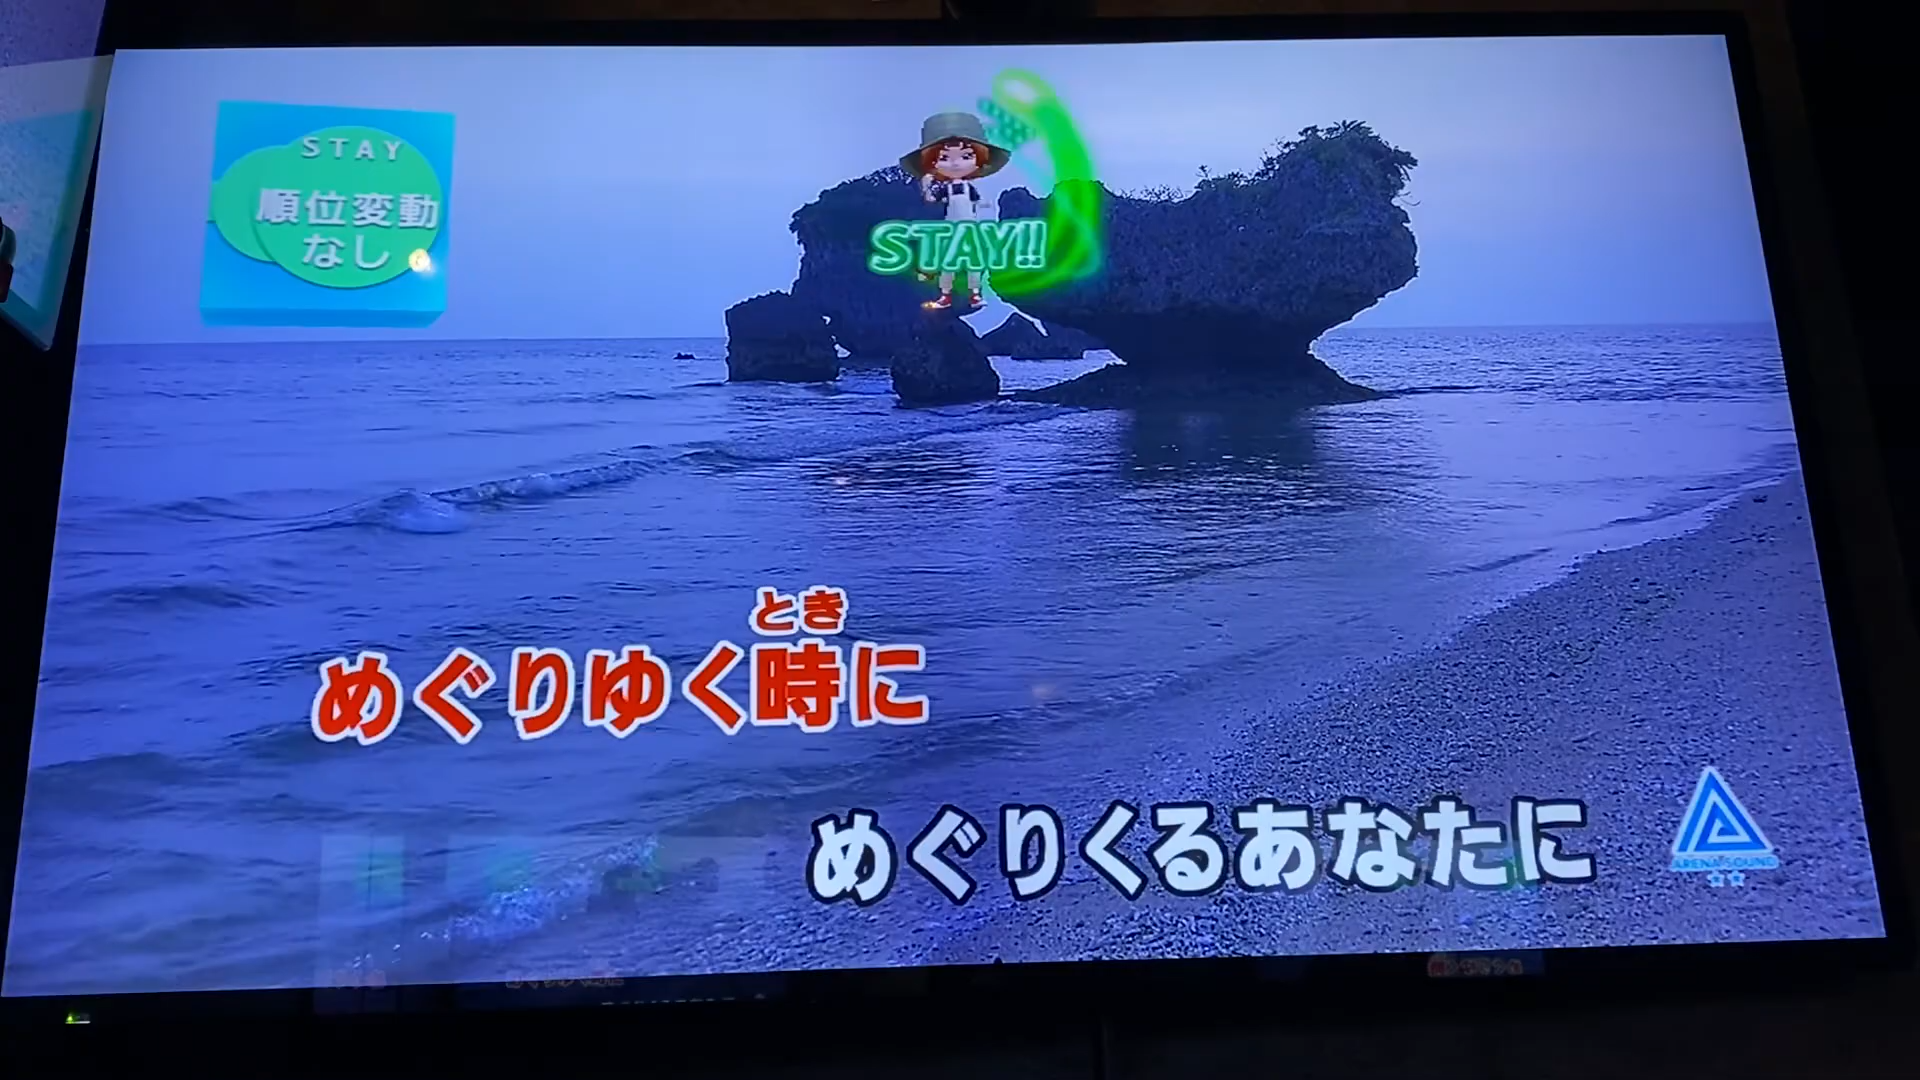 STAY
順位変動
なし
STAY!!
とき
めぐりゆく時に
めぐりくるあなたに
ARENA SOUND